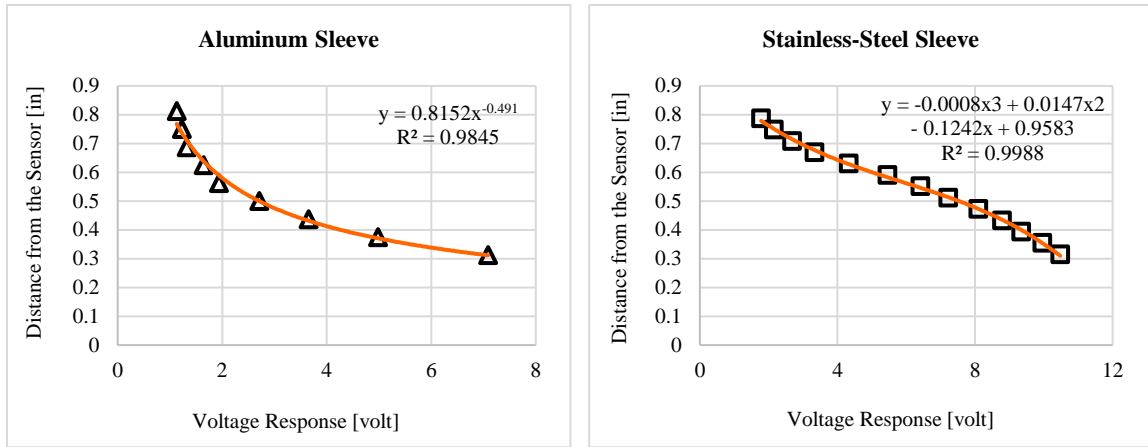 Aluminum Sleeve
0.9
0.8
0.7
0.6
0.5
0.4
0.3
0.2
0.1
0
0
2
4
6
8
y = 0.8152x^-0.491
R² = 0.9845
Distance from the Sensor [in]
Voltage Response [volt]
Stainless-Steel Sleeve
0.9
0.8
0.7
0.6
0.5
0.4
0.3
0.2
0.1
0
0
4
8
12
y = -0.0008x3 + 0.0147x2
- 0.1242x + 0.9583
R² = 0.9988
Distance from the Sensor [in]
Voltage Response [volt]